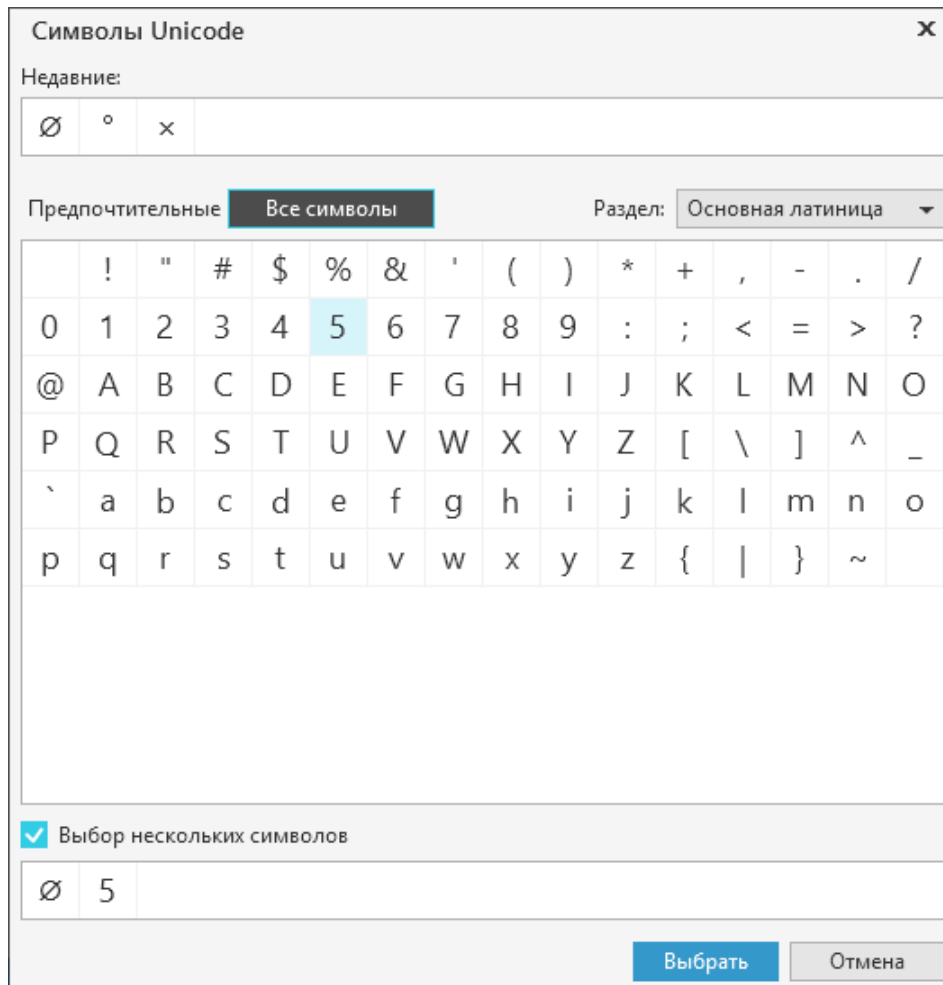 Символы Unicode x
Недавние:
∅ ° ×
Предпочтительные Все символы Раздел: Основная латиница
! " # $ % & ' ( ) * + , - . /
0 1 2 3 4 5 6 7 8 9 : ; < = > ?
@ A B C D E F G H I J K L M N O
P Q R S T U V W X Y Z [ \ ] ^ _
` a b c d e f g h i j k l m n o
p q r s t u v w x y z { | } ~
Выбор нескольких символов
∅ 5
Выбрать Отмена